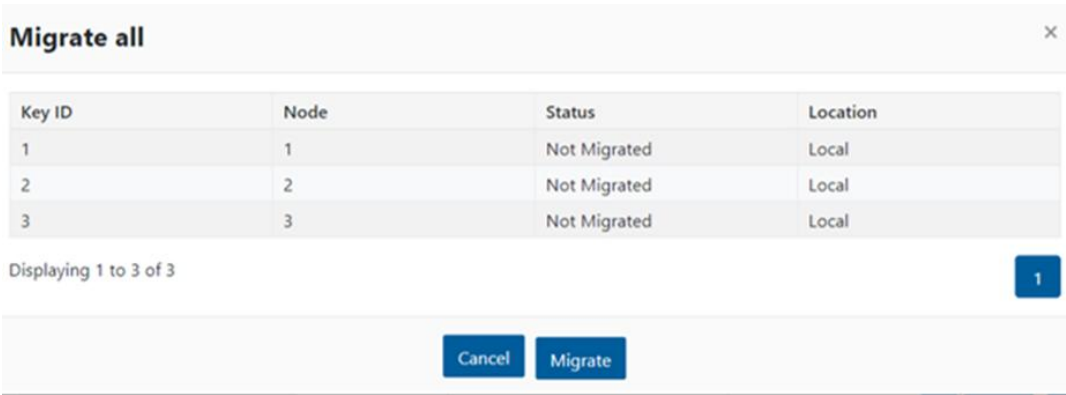 Migrate all
×
Key ID Node Status Location
1 1 Not Migrated Local
2 2 Not Migrated Local
3 3 Not Migrated Local
Displaying 1 to 3 of 3
1
Cancel Migrate